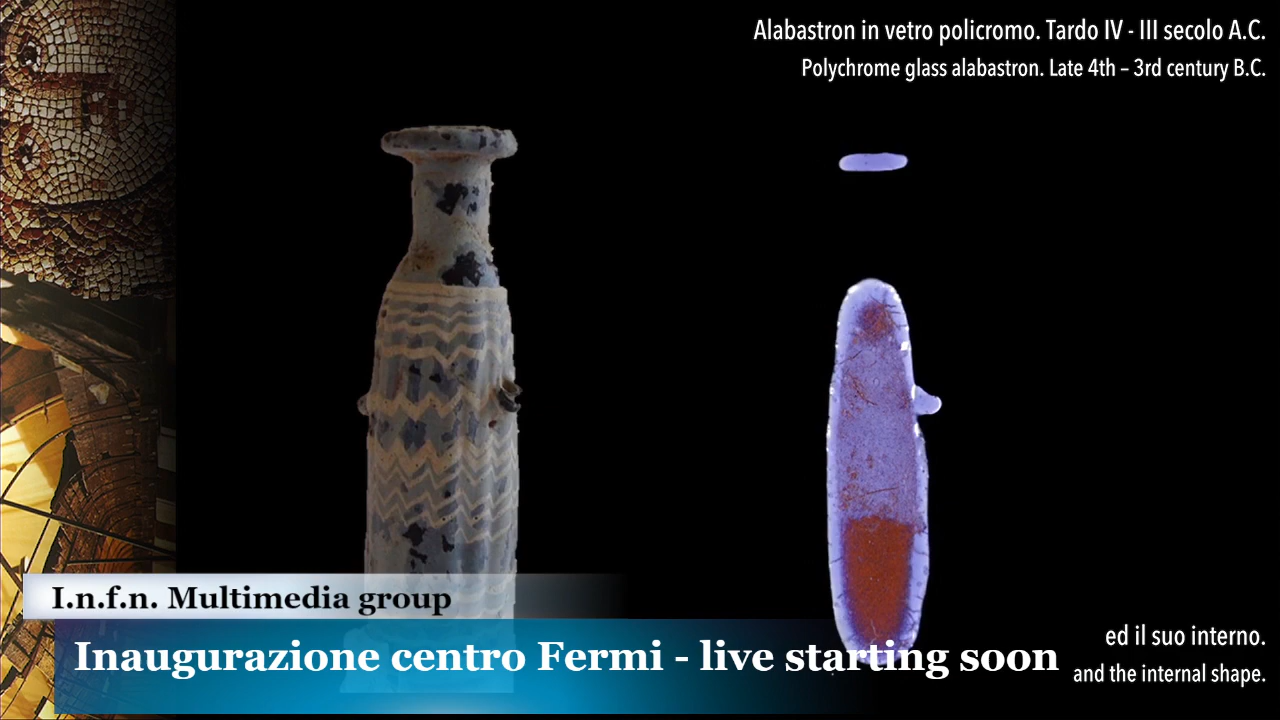 Alabastron in vetro policromo. Tardo IV - III secolo A.C.
Polychrome glass alabastron. Late 4th – 3rd century B.C.
I.n.f.n. Multimedia group
Inaugurazione centro Fermi - live starting soon
ed il suo interno.
and the internal shape.